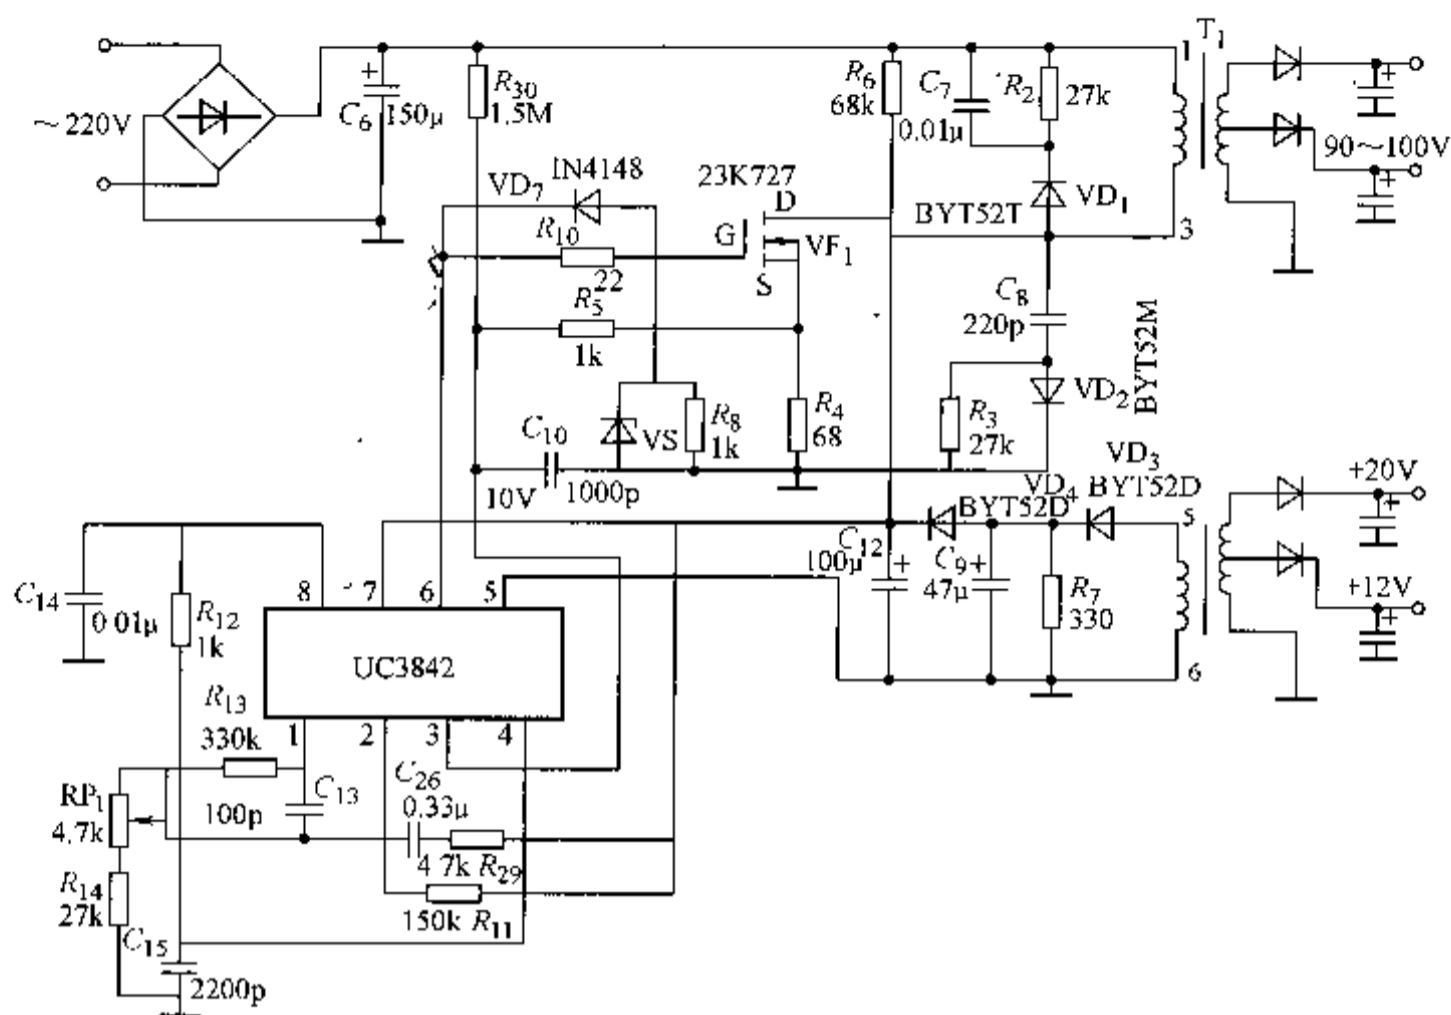 T1
1
R30
1.5M
R6
68k
C7
0.01μ
R2
27k
C6
150μ
~220V
90~100V
IN4148
VD7
23K727
D
BYT52T
VD1
3
R10
22
G
VF1
S
C8
220p
BYT52M
R5
1k
VD2
C10
1000p
10V
VS
R8
1k
R4
68
R3
27k
VD3
BYT52D
VD4
BYT52D
5
+20V
C12
100μ
C9
47μ
R7
330
6
+12V
C14
0.01μ
R12
1k
8
7
6
5
UC3842
1
2
3
4
R13
330k
C13
100p
C26
0.33μ
RP1
4.7k
4.7k R29
R14
27k
150k R11
C15
2200p